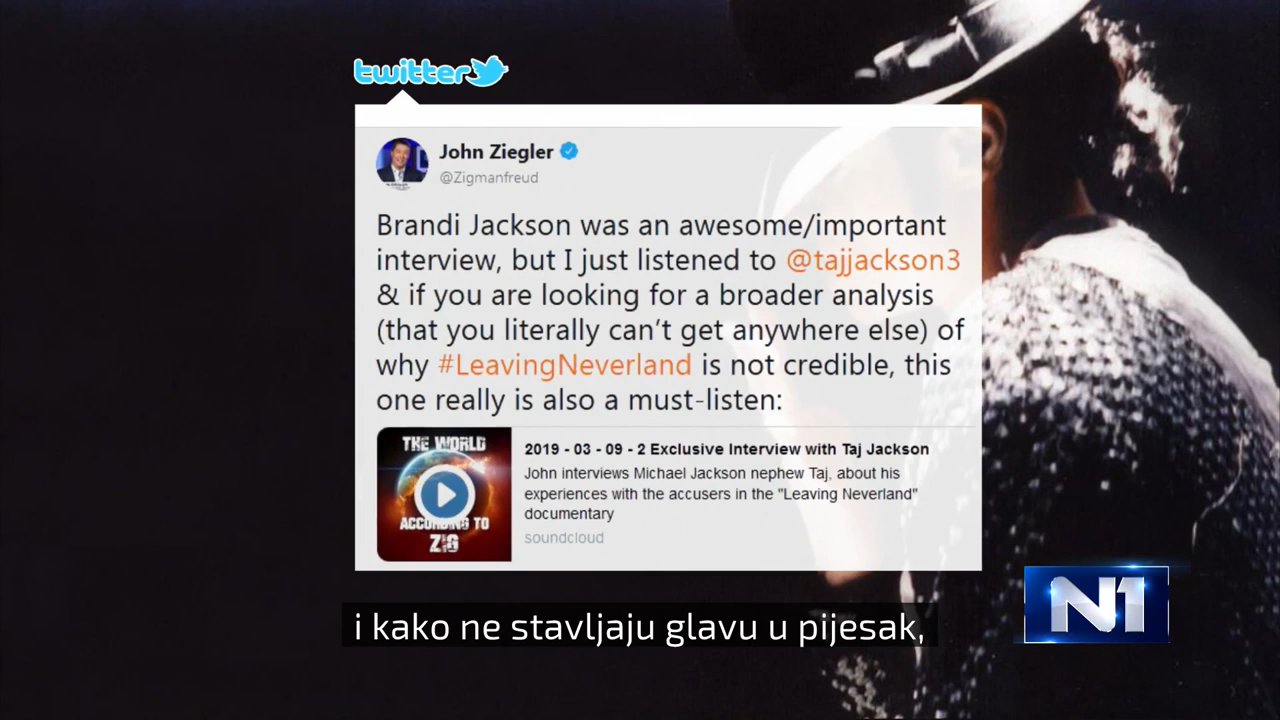 twitter
John Ziegler
@Zigmanfreud
Brandi Jackson was an awesome/important
interview, but I just listened to @tajjackson3
& if you are looking for a broader analysis
(that you literally can't get anywhere else) of
why #LeavingNeverland is not credible, this
one really is also a must-listen:
THE WORLD
ACCORDING TO
ZIG
2019 - 03 - 09 - 2 Exclusive Interview with Taj Jackson
John interviews Michael Jackson nephew Taj, about his
experiences with the accusers in the "Leaving Neverland"
documentary
soundcloud
i kako ne stavljaju glavu u pijesak,
N1